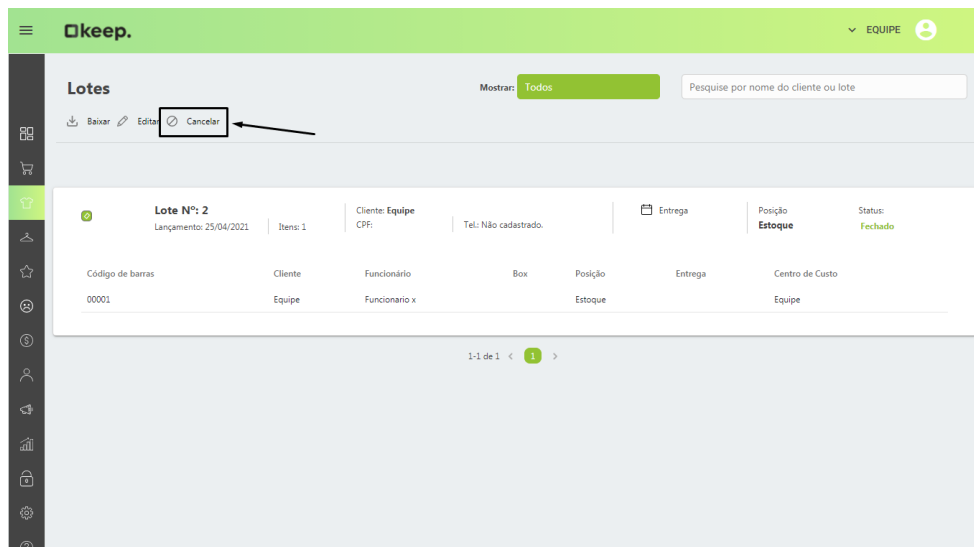 keep.
EQUIPE
Lotes
Mostrar: Todos
Pesquise por nome do cliente ou lote
Baixar Editar Cancelar
Lote Nº: 2
Lançamento: 25/04/2021
Itens: 1
Cliente: Equipe
CPF:
Tel.: Não cadastrado.
Entrega
Posição
Estoque
Status:
Fechado
Código de barras Cliente Funcionário Box Posição Entrega Centro de Custo
00001 Equipe Funcionario x Estoque Equipe
1-1 de 1 < 1 >